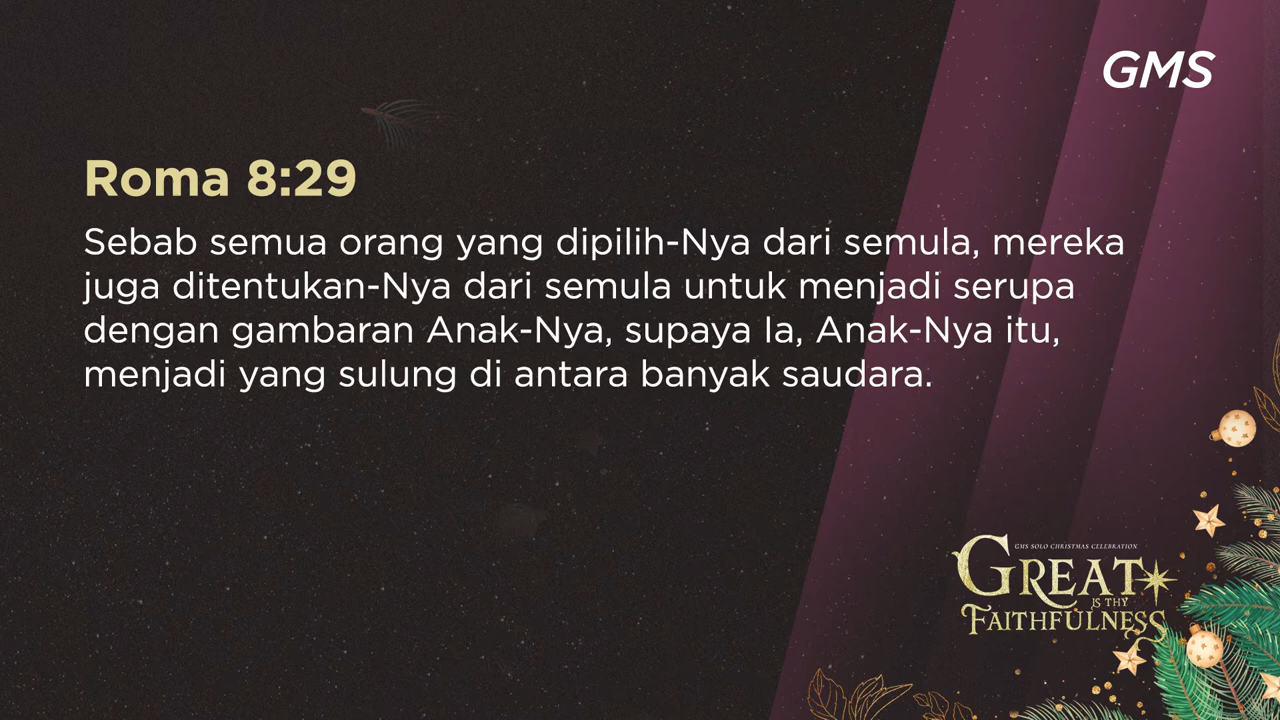 GMS
Roma 8:29
Sebab semua orang yang dipilih-Nya dari semula, mereka
juga ditentukan-Nya dari semula untuk menjadi serupa
dengan gambaran Anak-Nya, supaya Ia, Anak-Nya itu,
menjadi yang sulung di antara banyak saudara.
GMS SOLO CHRISTMAS CELEBRATION
GREAT
IS THY
FAITHFULNESS